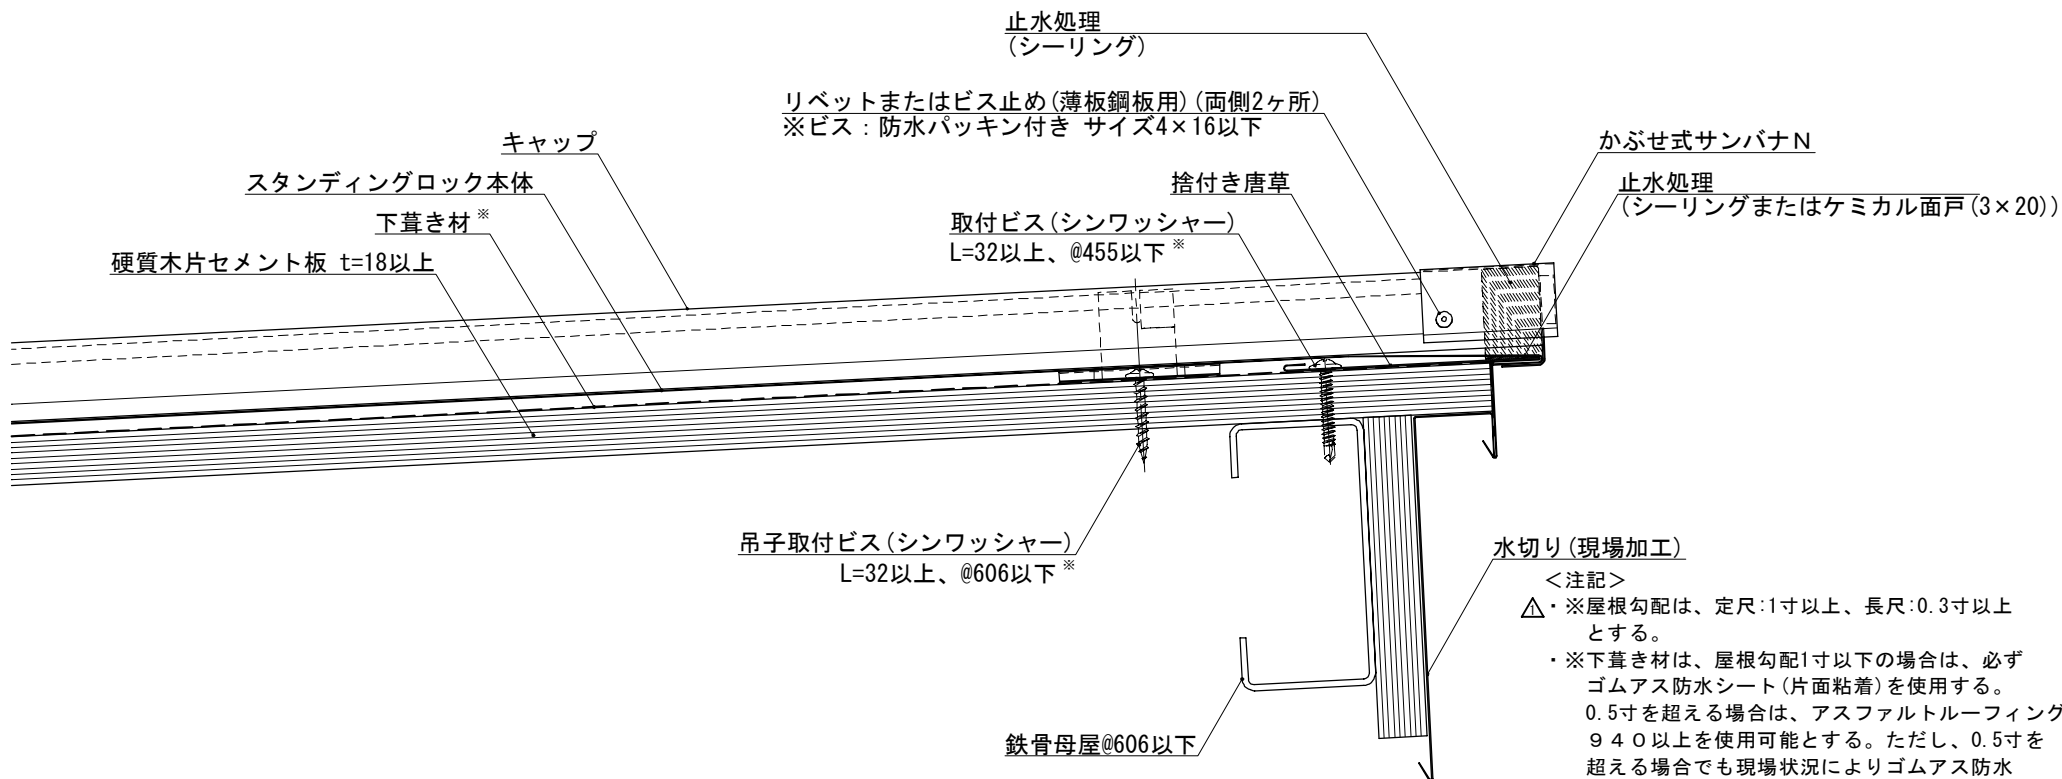 止水処理
(シーリング)
リベットまたはビス止め(薄板鋼板用)(両側2ヶ所)
※ビス：防水パッキン付き サイズ4×16以下
キャップ
かぶせ式サンバナN
スタンディングロック本体
捨付き唐草
止水処理
(シーリングまたはケミカル面戸(3×20))
下葺き材※
取付ビス(シンワッシャー)
L=32以上、@455以下※
硬質木片セメント板 t=18以上
吊子取付ビス(シンワッシャー)
L=32以上、@606以下※
水切り(現場加工)
鉄骨母屋@606以下
＜注記＞
△1・※屋根勾配は、定尺:1寸以上、長尺:0.3寸以上
とする。
・※下葺き材は、屋根勾配1寸以下の場合は、必ず
ゴムアス防水シート(片面粘着)を使用する。
0.5寸を超える場合は、アスファルトルーフィング
９４０以上を使用可能とする。ただし、0.5寸を
超える場合でも現場状況によりゴムアス防水